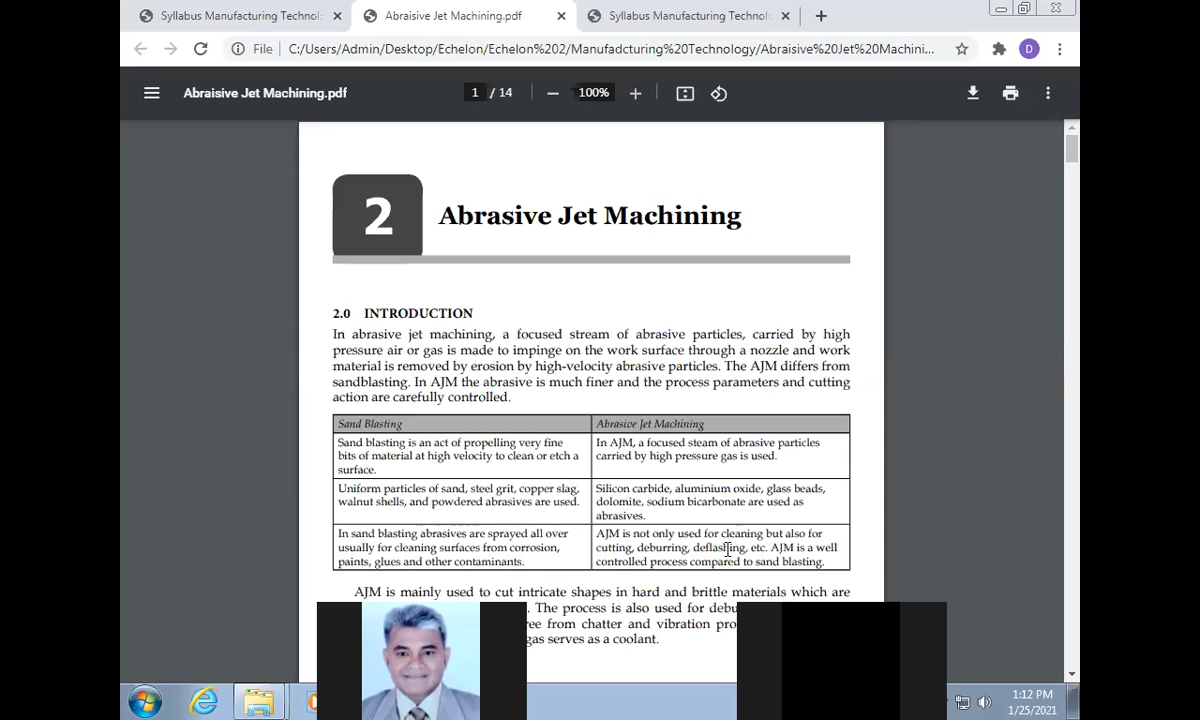 Syllabus Manufacturing Technolo
Abraisive Jet Machining.pdf
Syllabus Manufacturing Technolo
File
C:/Users/Admin/Desktop/Echelon/Echelon%202/Manufadcturing%20Technology/Abraisive%20Jet%20Machini...
D
Abraisive Jet Machining.pdf
1 / 14
100%
2
Abrasive Jet Machining
2.0 INTRODUCTION
In abrasive jet machining, a focused stream of abrasive particles, carried by high
pressure air or gas is made to impinge on the work surface through a nozzle and work
material is removed by erosion by high-velocity abrasive particles. The AJM differs from
sandblasting. In AJM the abrasive is much finer and the process parameters and cutting
action are carefully controlled.
Sand Blasting
Abrasive Jet Machining
Sand blasting is an act of propelling very fine
bits of material at high velocity to clean or etch a
surface.
In AJM, a focused steam of abrasive particles
carried by high pressure gas is used.
Uniform particles of sand, steel grit, copper slag,
walnut shells, and powdered abrasives are used.
Silicon carbide, aluminium oxide, glass beads,
dolomite, sodium bicarbonate are used as
abrasives.
In sand blasting abrasives are sprayed all over
usually for cleaning surfaces from corrosion,
paints, glues and other contaminants.
AJM is not only used for cleaning but also for
cutting, deburring, deflashing, etc. AJM is a well
controlled process compared to sand blasting.
AJM is mainly used to cut intricate shapes in hard and brittle materials which are
The process is also used for
from chatter and vibration
gas serves as a coolant.
1:12 PM
1/25/2021